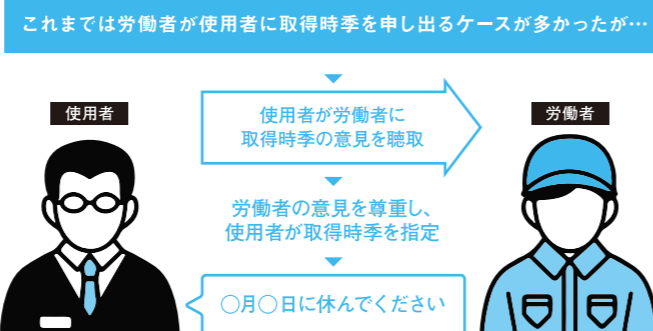 これまでは労働者が使用者に取得時季を申し出るケースが多かったが…
使用者
使用者が労働者に
取得時季の意見を聴取
労働者
労働者の意見を尊重し、
使用者が取得時季を指定
○月○日に休んでください